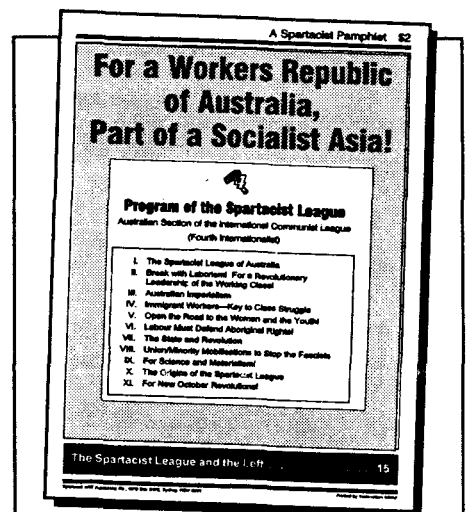 A Spartacist Pamphlet $2
For a Workers Republic
of Australia,
Part of a Socialist Asia!
Program of the Spartacist League
Australian Section of the International Communist League
(Fourth Internationalist)
I. The Spartacist League of Australia
II. Break with Laborism! For a Revolutionary
Leadership of the Working Class!
III. Australian Imperialism
IV. Immigrant Workers—Key to Class Struggle
V. Open the Road to the Women and the Youth!
VI. Labour Must Defend Aboriginal Rights!
VII. The State and Revolution
VIII. Union/Minority Mobilisations to Stop the Fascists
IX. For Science and Materialism!
X. The Origins of the Spartacist League
XI. For New October Revolutions!
The Spartacist League and the Left . . . . . . 15